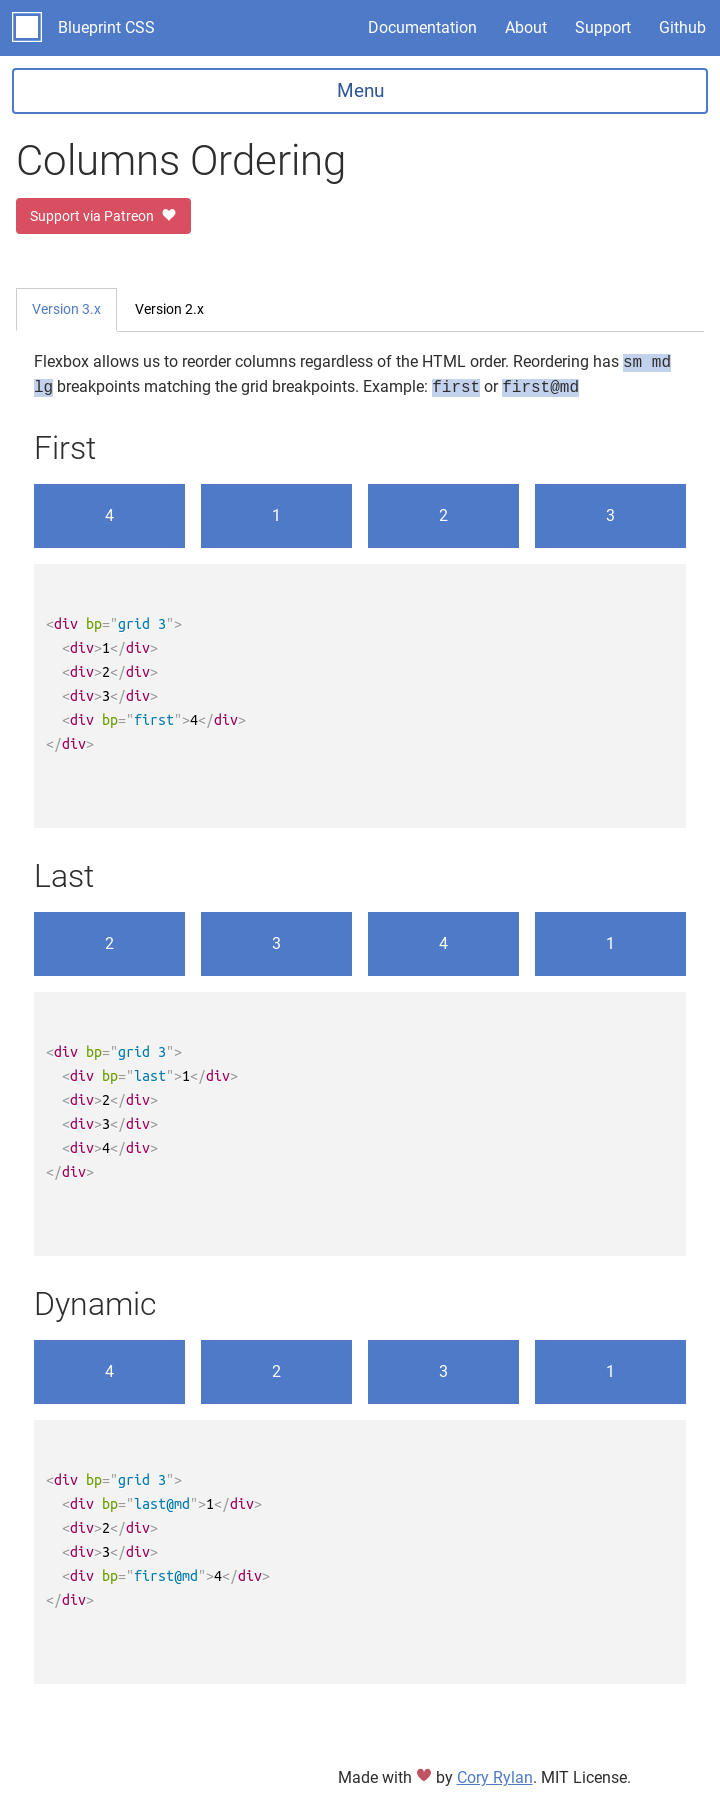 Blueprint CSS Documentation About Support Github
Menu
Columns Ordering
Support via Patreon
Version 3.x Version 2.x
Flexbox allows us to reorder columns regardless of the HTML order. Reordering has sm md
lg breakpoints matching the grid breakpoints. Example: first or first@md
First
4 1 2 3
<div bp="grid 3">
  <div>1</div>
  <div>2</div>
  <div>3</div>
  <div bp="first">4</div>
</div>
Last
2 3 4 1
<div bp="grid 3">
  <div bp="last">1</div>
  <div>2</div>
  <div>3</div>
  <div>4</div>
</div>
Dynamic
4 2 3 1
<div bp="grid 3">
  <div bp="last@md">1</div>
  <div>2</div>
  <div>3</div>
  <div bp="first@md">4</div>
</div>
Made with ♥ by Cory Rylan. MIT License.